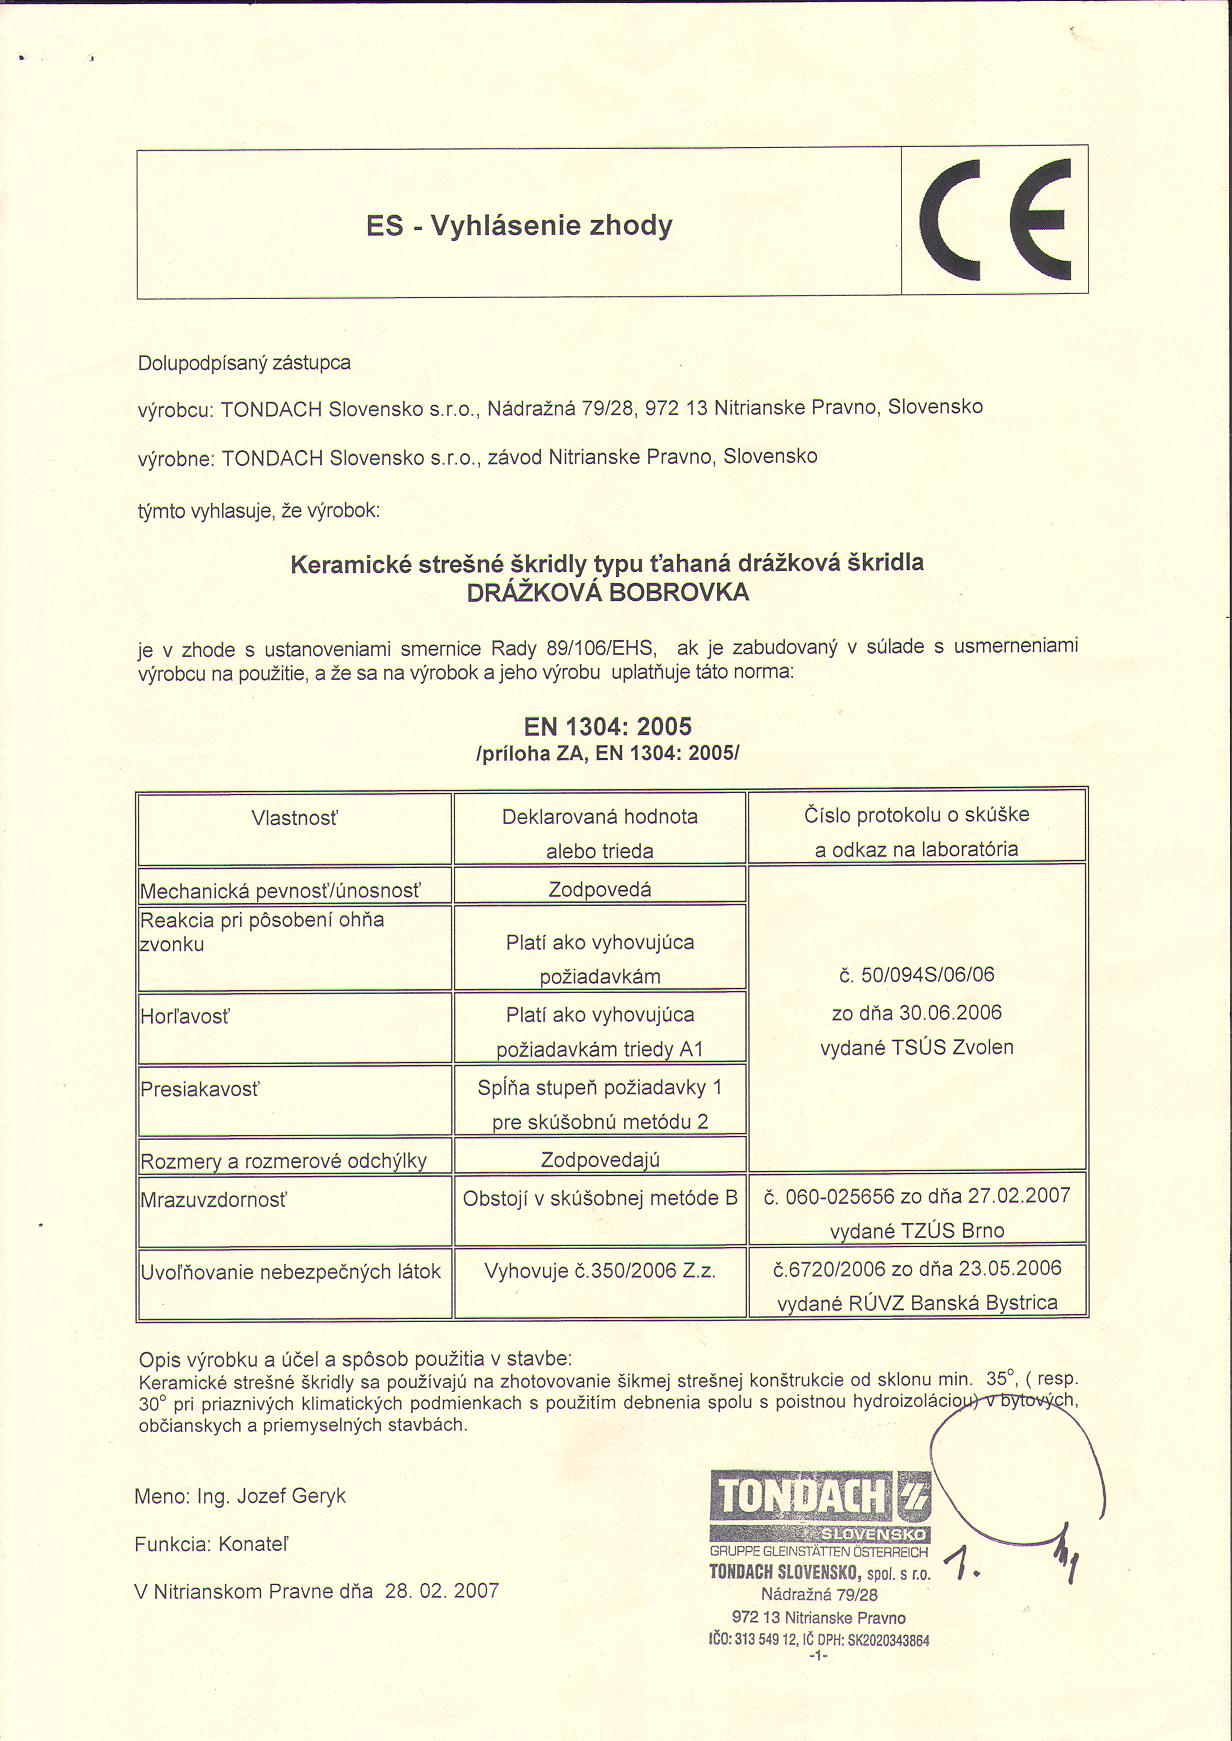 ES - Vyhlásenie zhody
CE
Dolupodpísaný zástupca
výrobcu: TONDACH Slovensko s.r.o., Nádražná 79/28, 972 13 Nitrianske Pravno, Slovensko
výrobne: TONDACH Slovensko s.r.o., závod Nitrianske Pravno, Slovensko
týmto vyhlasuje, že výrobok:
Keramické strešné škridly typu ťahaná drážková škridla
DRÁŽKOVÁ BOBROVKA
je v zhode s ustanoveniami smernice Rady 89/106/EHS, ak je zabudovaný v súlade s usmerneniami
výrobcu na použitie, a že sa na výrobok a jeho výrobu uplatňuje táto norma:
EN 1304: 2005
/príloha ZA, EN 1304: 2005/
Vlastnosť
Deklarovaná hodnota
alebo trieda
Číslo protokolu o skúške
a odkaz na laboratória
Mechanická pevnosť/únosnosť
Zodpovedá
Reakcia pri pôsobení ohňa
zvonku
Platí ako vyhovujúca
požiadavkám
Horľavosť
Platí ako vyhovujúca
požiadavkám triedy A1
Presiakavosť
Spĺňa stupeň požiadavky 1
pre skúšobnú metódu 2
Rozmery a rozmerové odchýlky
Zodpovedajú
č. 50/094S/06/06
zo dňa 30.06.2006
vydané TSÚS Zvolen
Mrazuvzdornosť
Obstojí v skúšobnej metóde B
č. 060-025656 zo dňa 27.02.2007
vydané TZÚS Brno
Uvoľňovanie nebezpečných látok
Vyhovuje č.350/2006 Z.z.
č.6720/2006 zo dňa 23.05.2006
vydané RÚVZ Banská Bystrica
Opis výrobku a účel a spôsob použitia v stavbe:
Keramické strešné škridly sa používajú na zhotovovanie šikmej strešnej konštrukcie od sklonu min. 35°, ( resp.
30° pri priaznivých klimatických podmienkach s použitím debnenia spolu s poistnou hydroizoláciou) v bytových,
občianskych a priemyselných stavbách.
Meno: Ing. Jozef Geryk
Funkcia: Konateľ
V Nitrianskom Pravne dňa 28. 02. 2007
TONDACH
SLOVENSKO
GRUPPE GLEINSTÄTTEN ÖSTERREICH
TONDACH SLOVENSKO, spol. s r.o.
Nádražná 79/28
972 13 Nitrianske Pravno
IČO: 313 549 12, IČ DPH: SK2020343864
-1-